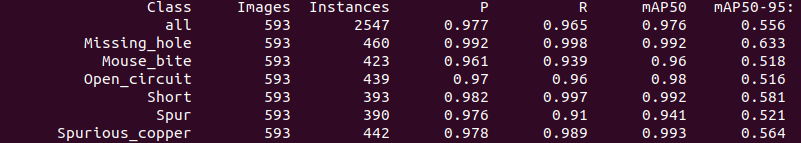 Class Images Instances P R mAP50 mAP50-95:
all 593 2547 0.977 0.965 0.976 0.556
Missing_hole 593 460 0.992 0.998 0.992 0.633
Mouse_bite 593 423 0.961 0.939 0.96 0.518
Open_circuit 593 439 0.97 0.96 0.98 0.516
Short 593 393 0.982 0.997 0.992 0.581
Spur 593 390 0.976 0.91 0.941 0.521
Spurious_copper 593 442 0.978 0.989 0.993 0.564